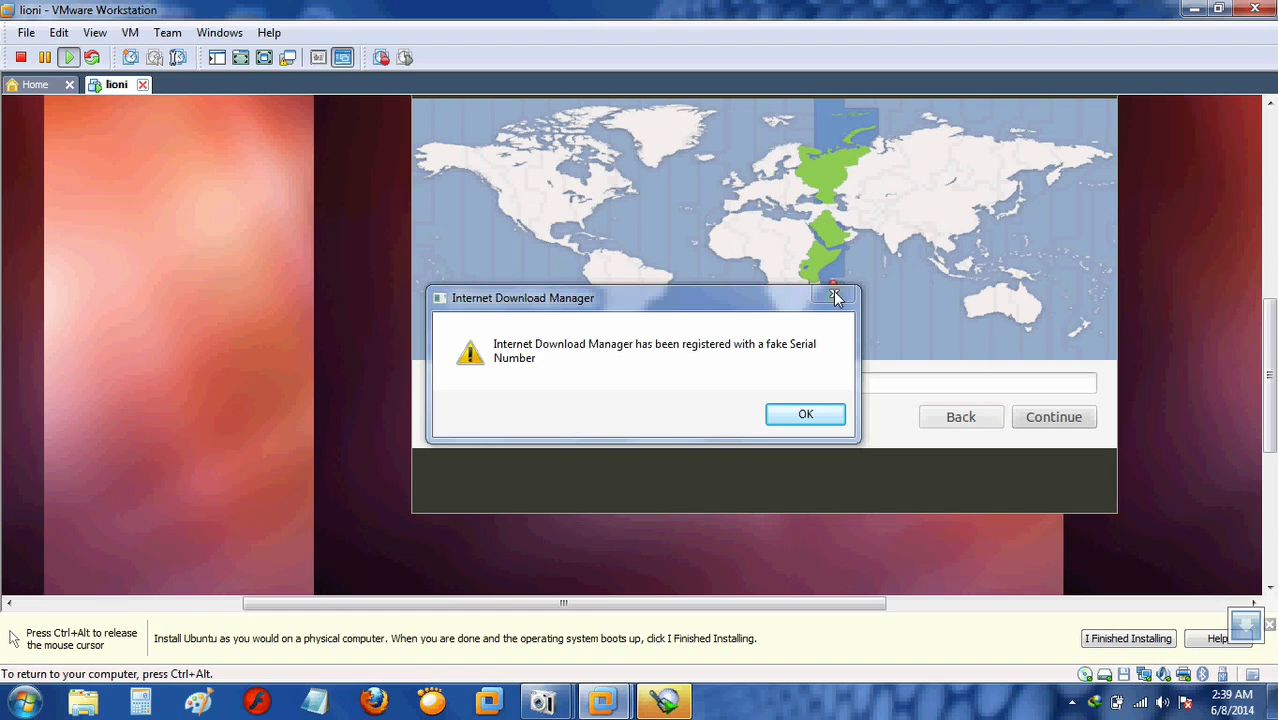 lioni - VMware Workstation
File Edit View VM Team Windows Help
Home lioni
Internet Download Manager
Internet Download Manager has been registered with a fake Serial
Number
OK
Back Continue
Press Ctrl+Alt to release
the mouse cursor
Install Ubuntu as you would on a physical computer. When you are done and the operating system boots up, click I Finished Installing.
I Finished Installing
Help
To return to your computer, press Ctrl+Alt.
2:39 AM
6/8/2014